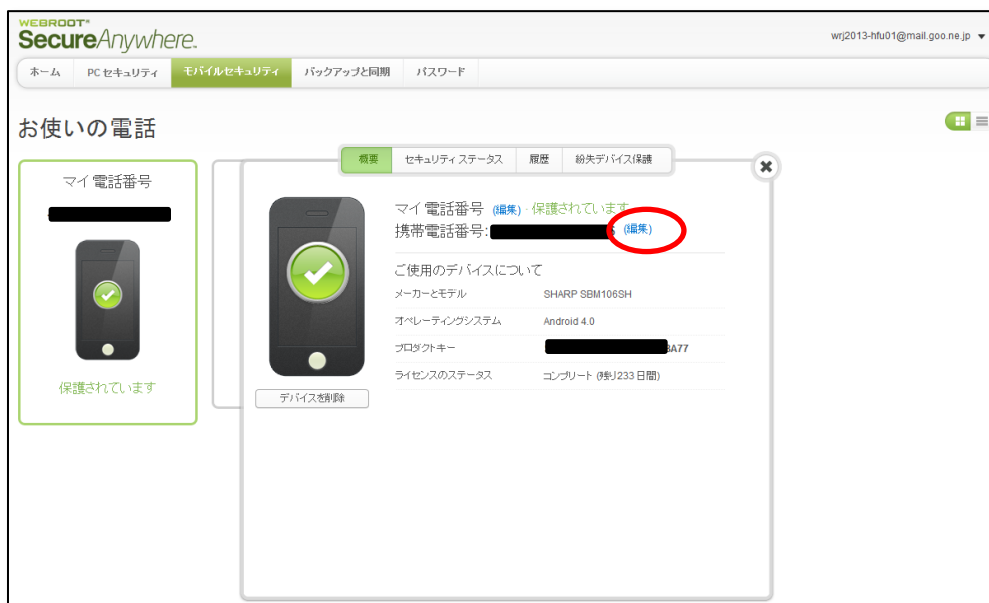 WEBROOT®
SecureAnywhere.
wrj2013-hfu01@mail.goo.ne.jp
ホーム PC セキュリティ モバイルセキュリティ バックアップと同期 パスワード
お使いの電話
マイ 電話番号
保護されています
概要 セキュリティ ステータス 履歴 紛失デバイス保護
マイ 電話番号 (編集) · 保護されています
携帯電話番号: (編集)
ご使用のデバイスについて
メーカーとモデル SHARP SBM106SH
オペレーティングシステム Android 4.0
プロダクトキー 8A77
ライセンスのステータス コンプリート (残り233 日間)
デバイスを削除